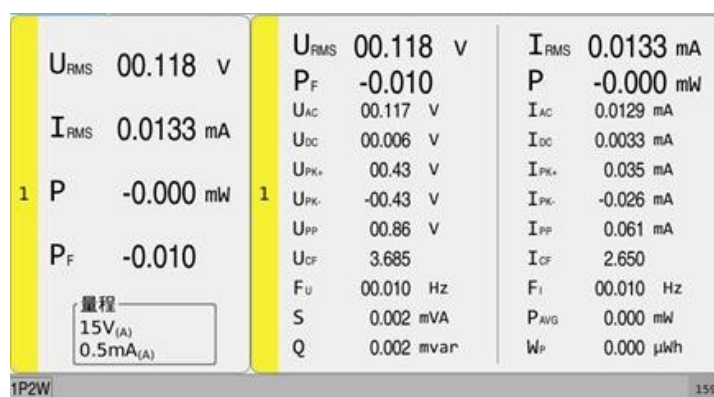 URMS 00.118 V
IRMS 0.0133 mA
1
P -0.000 mW
PF -0.010
量程
15V(A)
0.5mA(A)
1
URMS 00.118 V IRMS 0.0133 mA
PF -0.010 P -0.000 mW
UAC 00.117 V IAC 0.0129 mA
UDC 00.006 V IDC 0.0033 mA
UPK+ 00.43 V IPK+ 0.035 mA
UPK- -00.43 V IPK- -0.026 mA
UPP 00.86 V IPP 0.061 mA
UCF 3.685 ICF 2.650
FU 00.010 Hz FI 00.010 Hz
S 0.002 mVA PAVG 0.000 mW
Q 0.002 mvar WP 0.000 µWh
1P2W 159